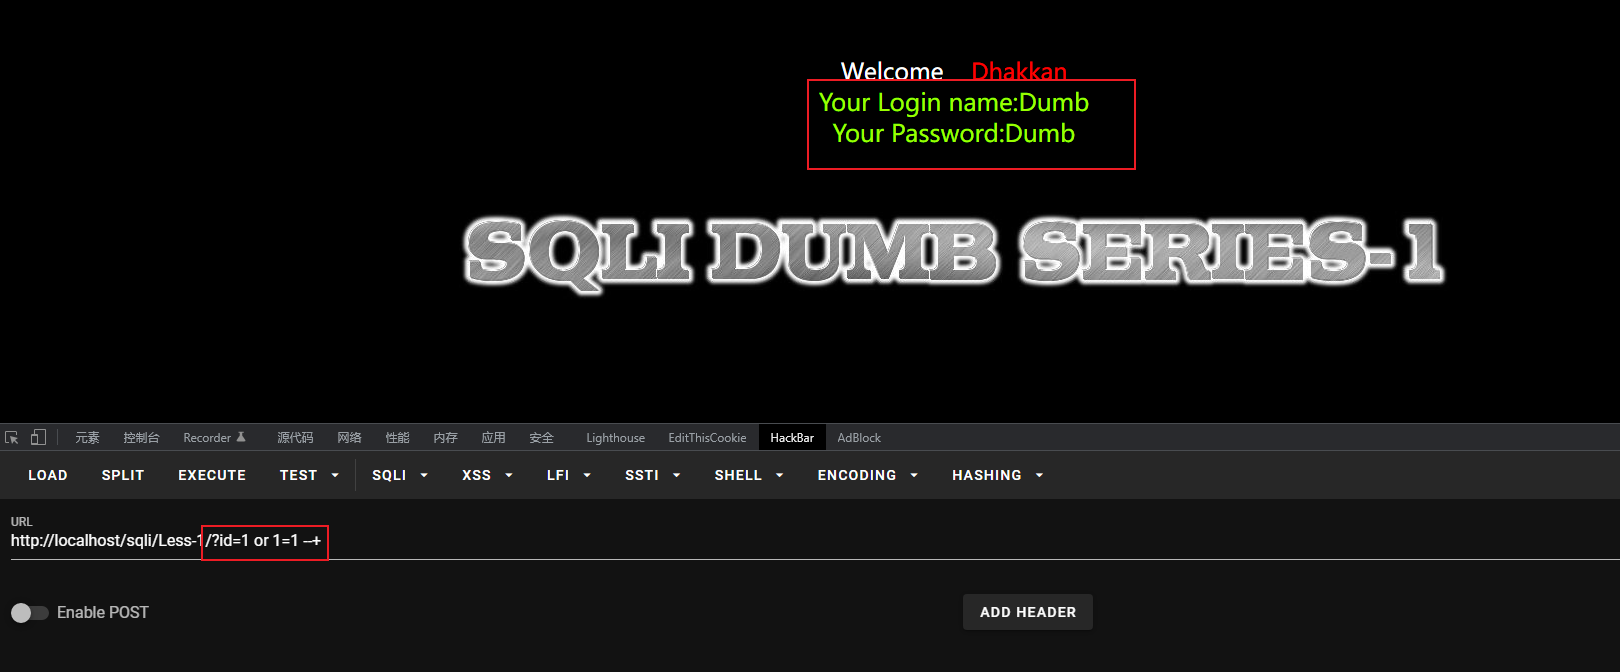 Welcome Dhakkan
Your Login name:Dumb
Your Password:Dumb
SQLI DUMB SERIES-1
元素 控制台 Recorder 源代码 网络 性能 内存 应用 安全 Lighthouse EditThisCookie HackBar AdBlock
LOAD SPLIT EXECUTE TEST SQLI XSS LFI SSTI SHELL ENCODING HASHING
URL
http://localhost/sqli/Less-1/?id=1 or 1=1 --+
Enable POST ADD HEADER